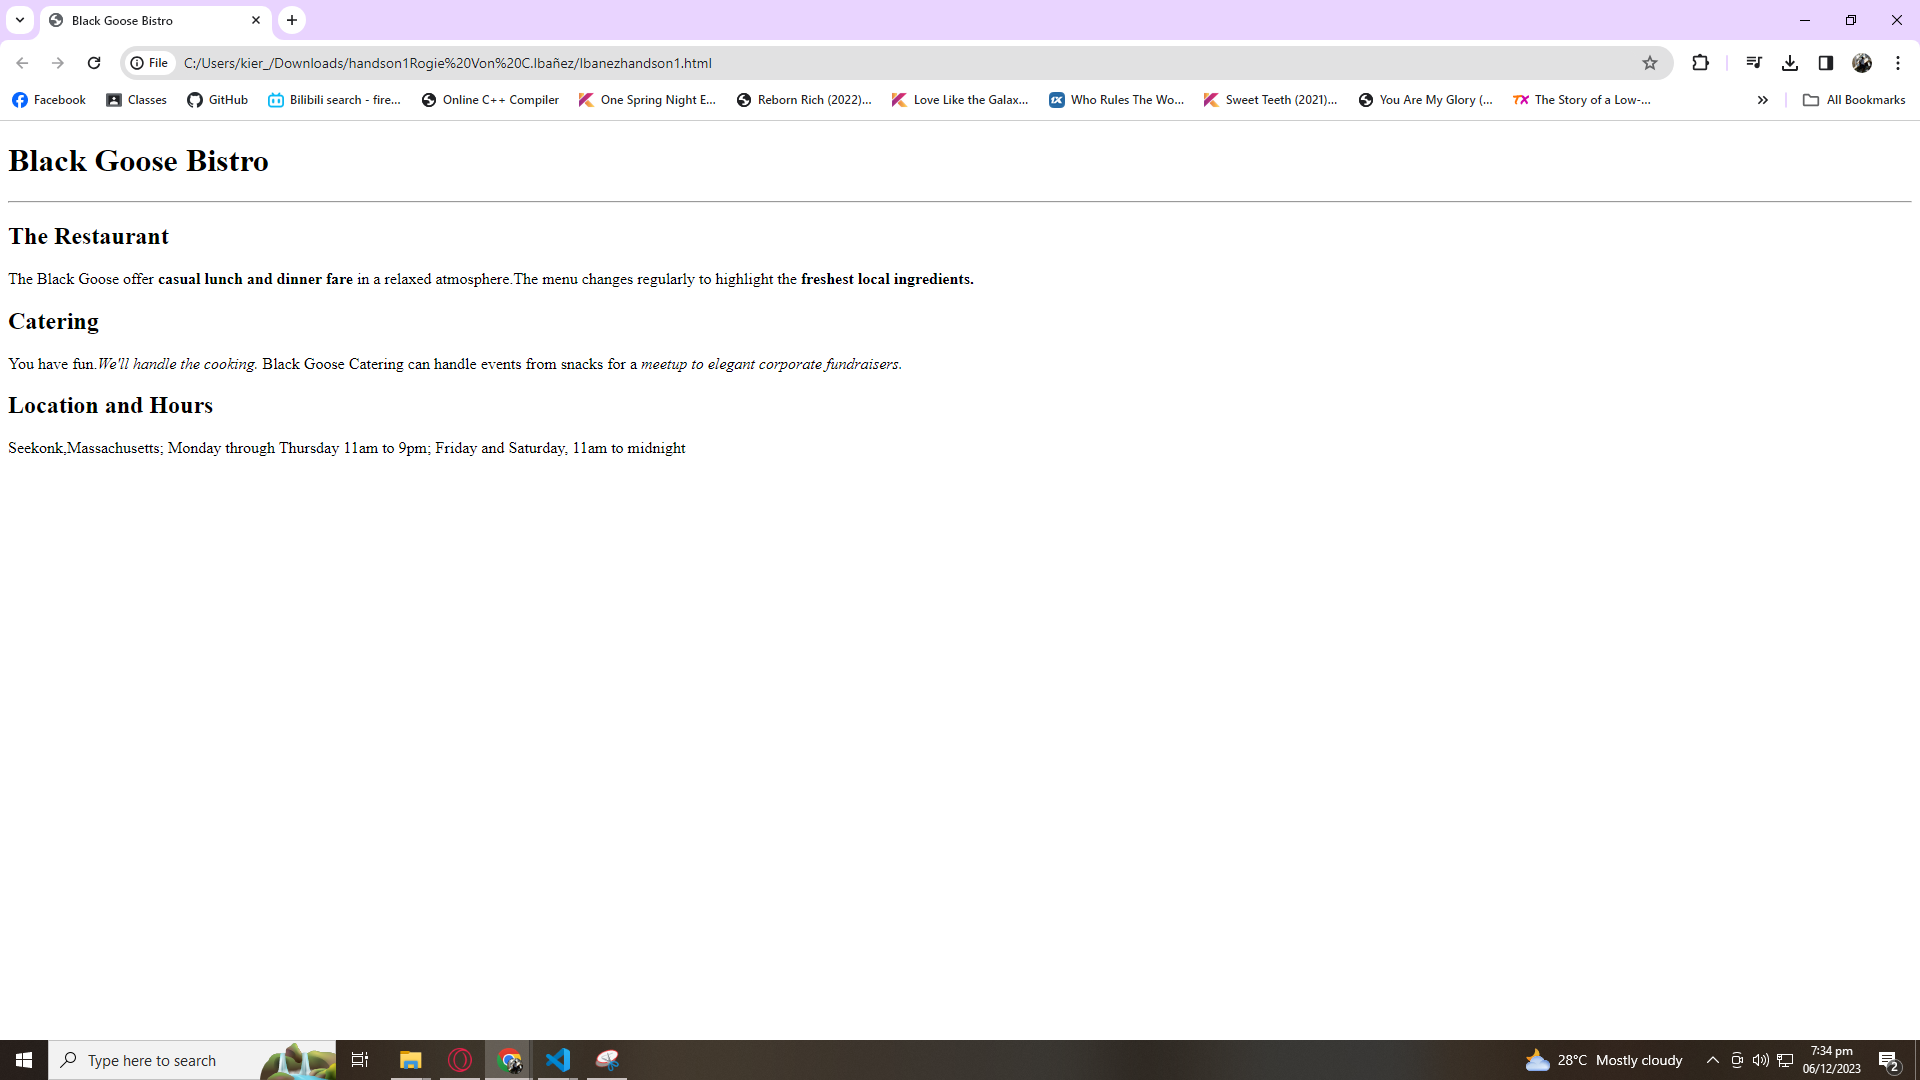 Black Goose Bistro
File C:/Users/kier_/Downloads/handson1Rogie%20Von%20C.Ibañez/Ibanezhandson1.html
Facebook Classes GitHub Bilibili search - fire... Online C++ Compiler One Spring Night E... Reborn Rich (2022)... Love Like the Galax... Who Rules The Wo... Sweet Teeth (2021)... You Are My Glory (... The Story of a Low-... All Bookmarks
Black Goose Bistro
The Restaurant
The Black Goose offer casual lunch and dinner fare in a relaxed atmosphere.The menu changes regularly to highlight the freshest local ingredients.
Catering
You have fun.We'll handle the cooking. Black Goose Catering can handle events from snacks for a meetup to elegant corporate fundraisers.
Location and Hours
Seekonk,Massachusetts; Monday through Thursday 11am to 9pm; Friday and Saturday, 11am to midnight
Type here to search
28°C Mostly cloudy
7:34 pm
06/12/2023
2